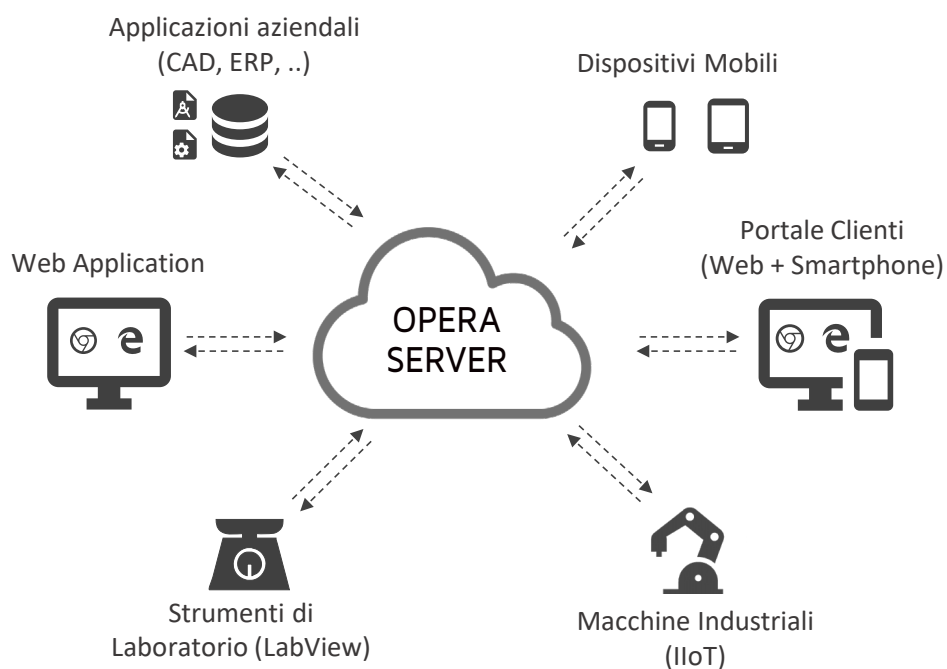 Applicazioni aziendali
(CAD, ERP, ..)
Dispositivi Mobili
Web Application
Portale Clienti
(Web + Smartphone)
OPERA
SERVER
Strumenti di
Laboratorio (LabView)
Macchine Industriali
(IIoT)